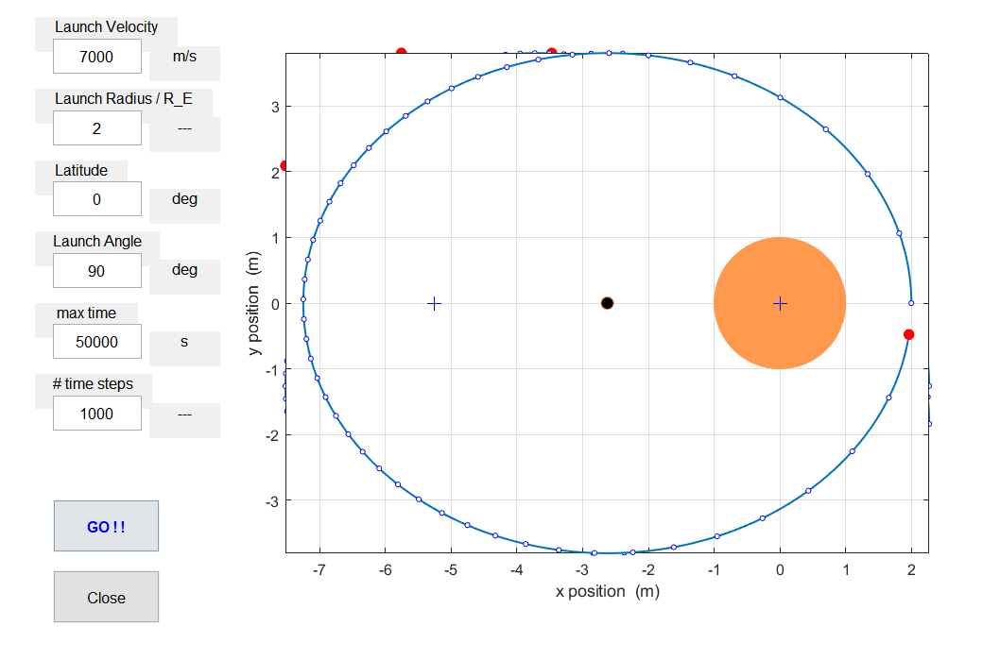 Launch Velocity
7000 m/s
Launch Radius / R_E
2 ---
Latitude
0 deg
Launch Angle
90 deg
max time
50000 s
# time steps
1000 ---
GO ! !
Close
y position (m)
3
2
1
0
-1
-2
-3
-7 -6 -5 -4 -3 -2 -1 0 1 2
x position (m)